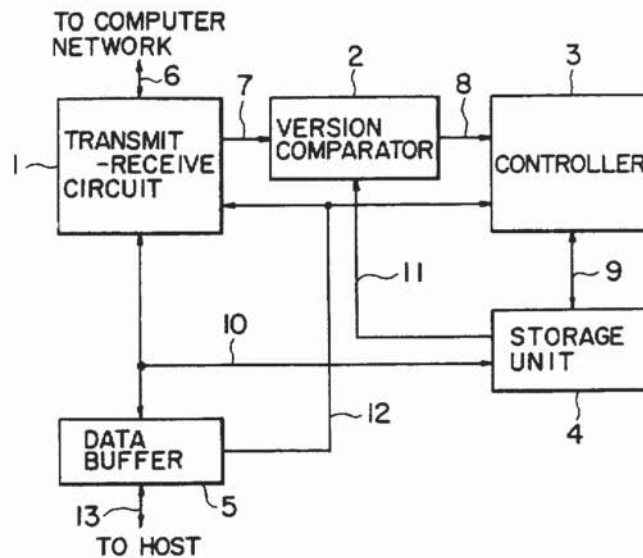 TO COMPUTER
NETWORK
6
7
2
8
3
1
TRANSMIT
-RECEIVE
CIRCUIT
VERSION
COMPARATOR
CONTROLLER
11
9
10
STORAGE
UNIT
12
4
DATA
BUFFER
5
13
TO HOST